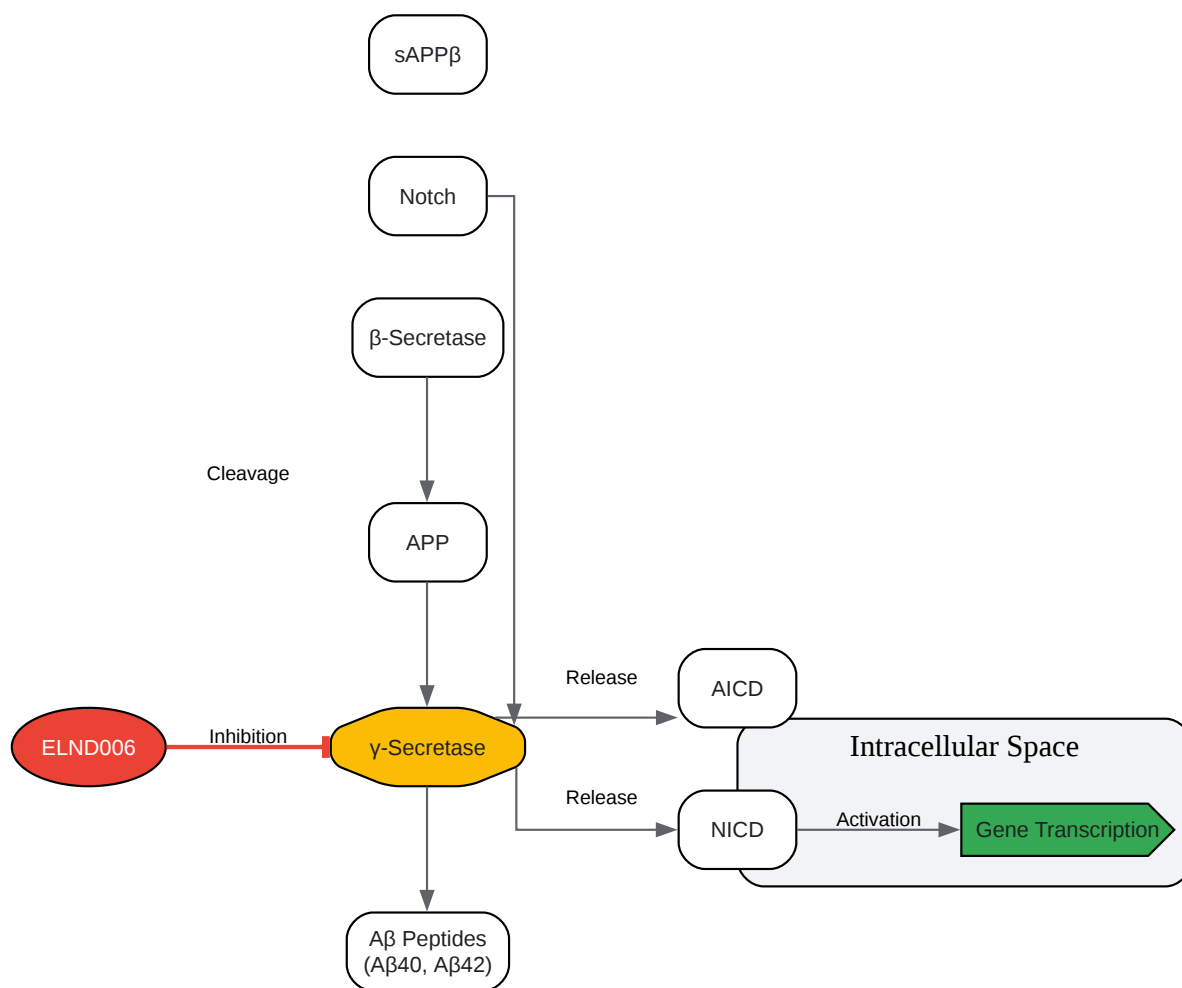 sAPPβ
Notch
β-Secretase
Cleavage
APP
Release
AICD
ELND006
Inhibition
γ-Secretase
Intracellular Space
Release
NICD
Activation
Gene Transcription
Aβ Peptides
(Aβ40, Aβ42)